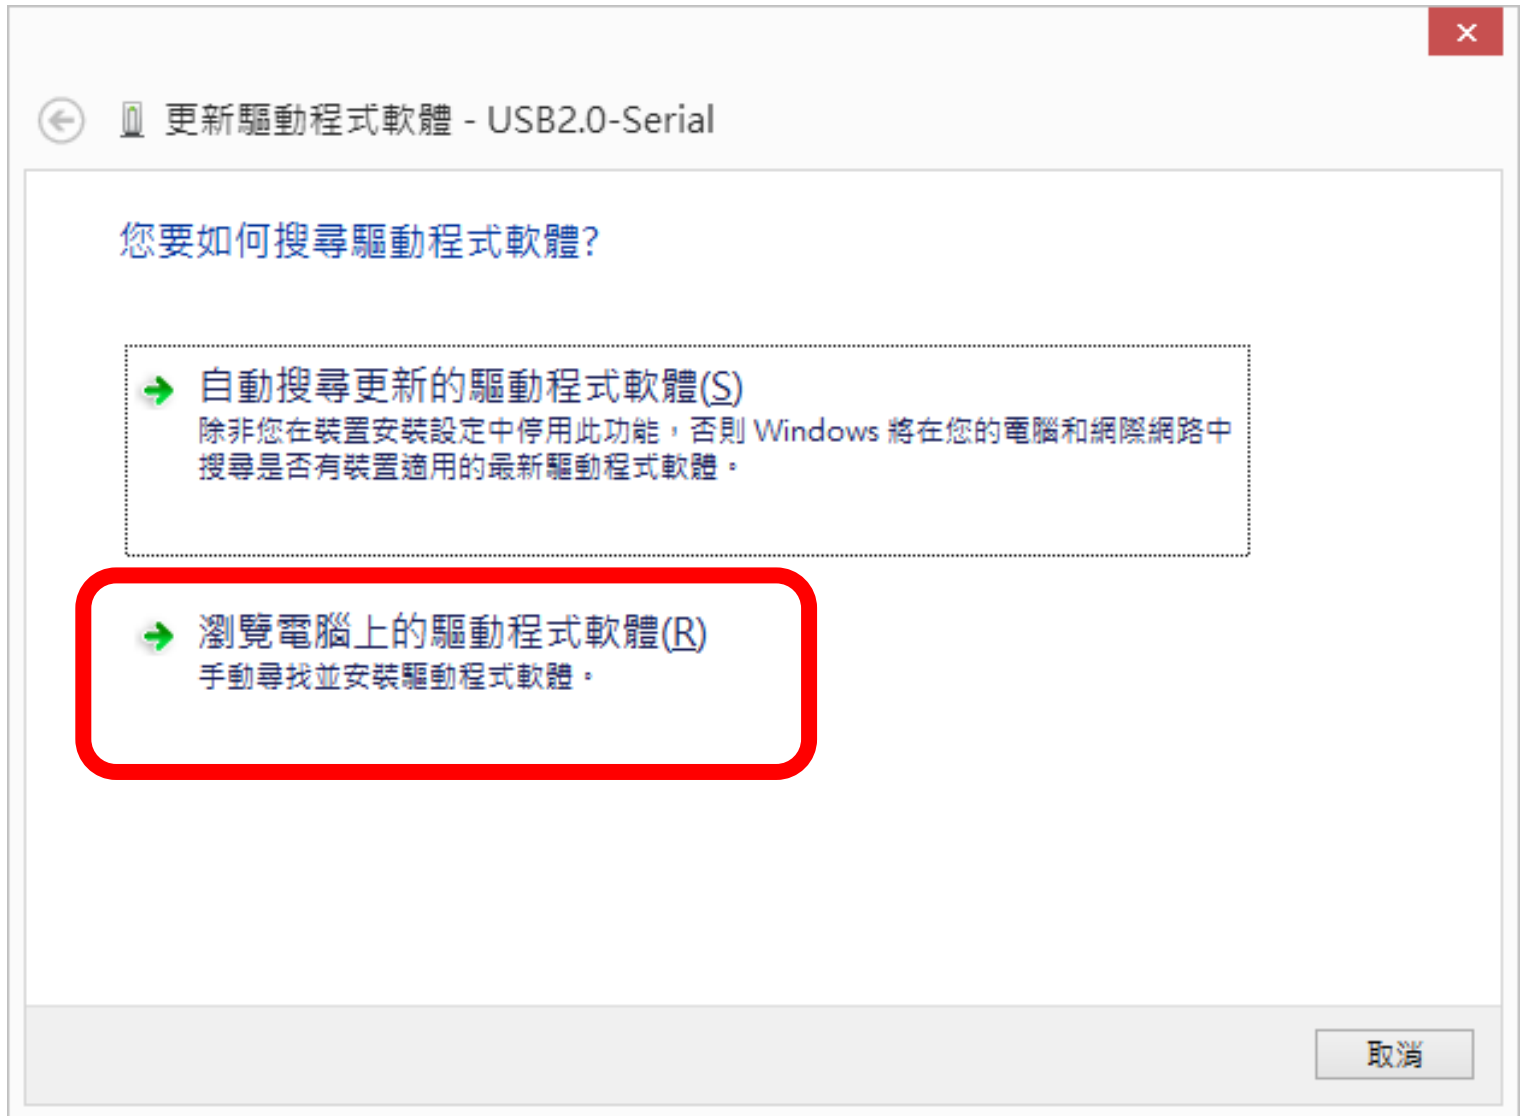 更新驅動程式軟體 - USB2.0-Serial
您要如何搜尋驅動程式軟體?
自動搜尋更新的驅動程式軟體(S)
除非您在裝置安裝設定中停用此功能，否則 Windows 將在您的電腦和網際網路中
搜尋是否有裝置適用的最新驅動程式軟體。
瀏覽電腦上的驅動程式軟體(R)
手動尋找並安裝驅動程式軟體。
取消